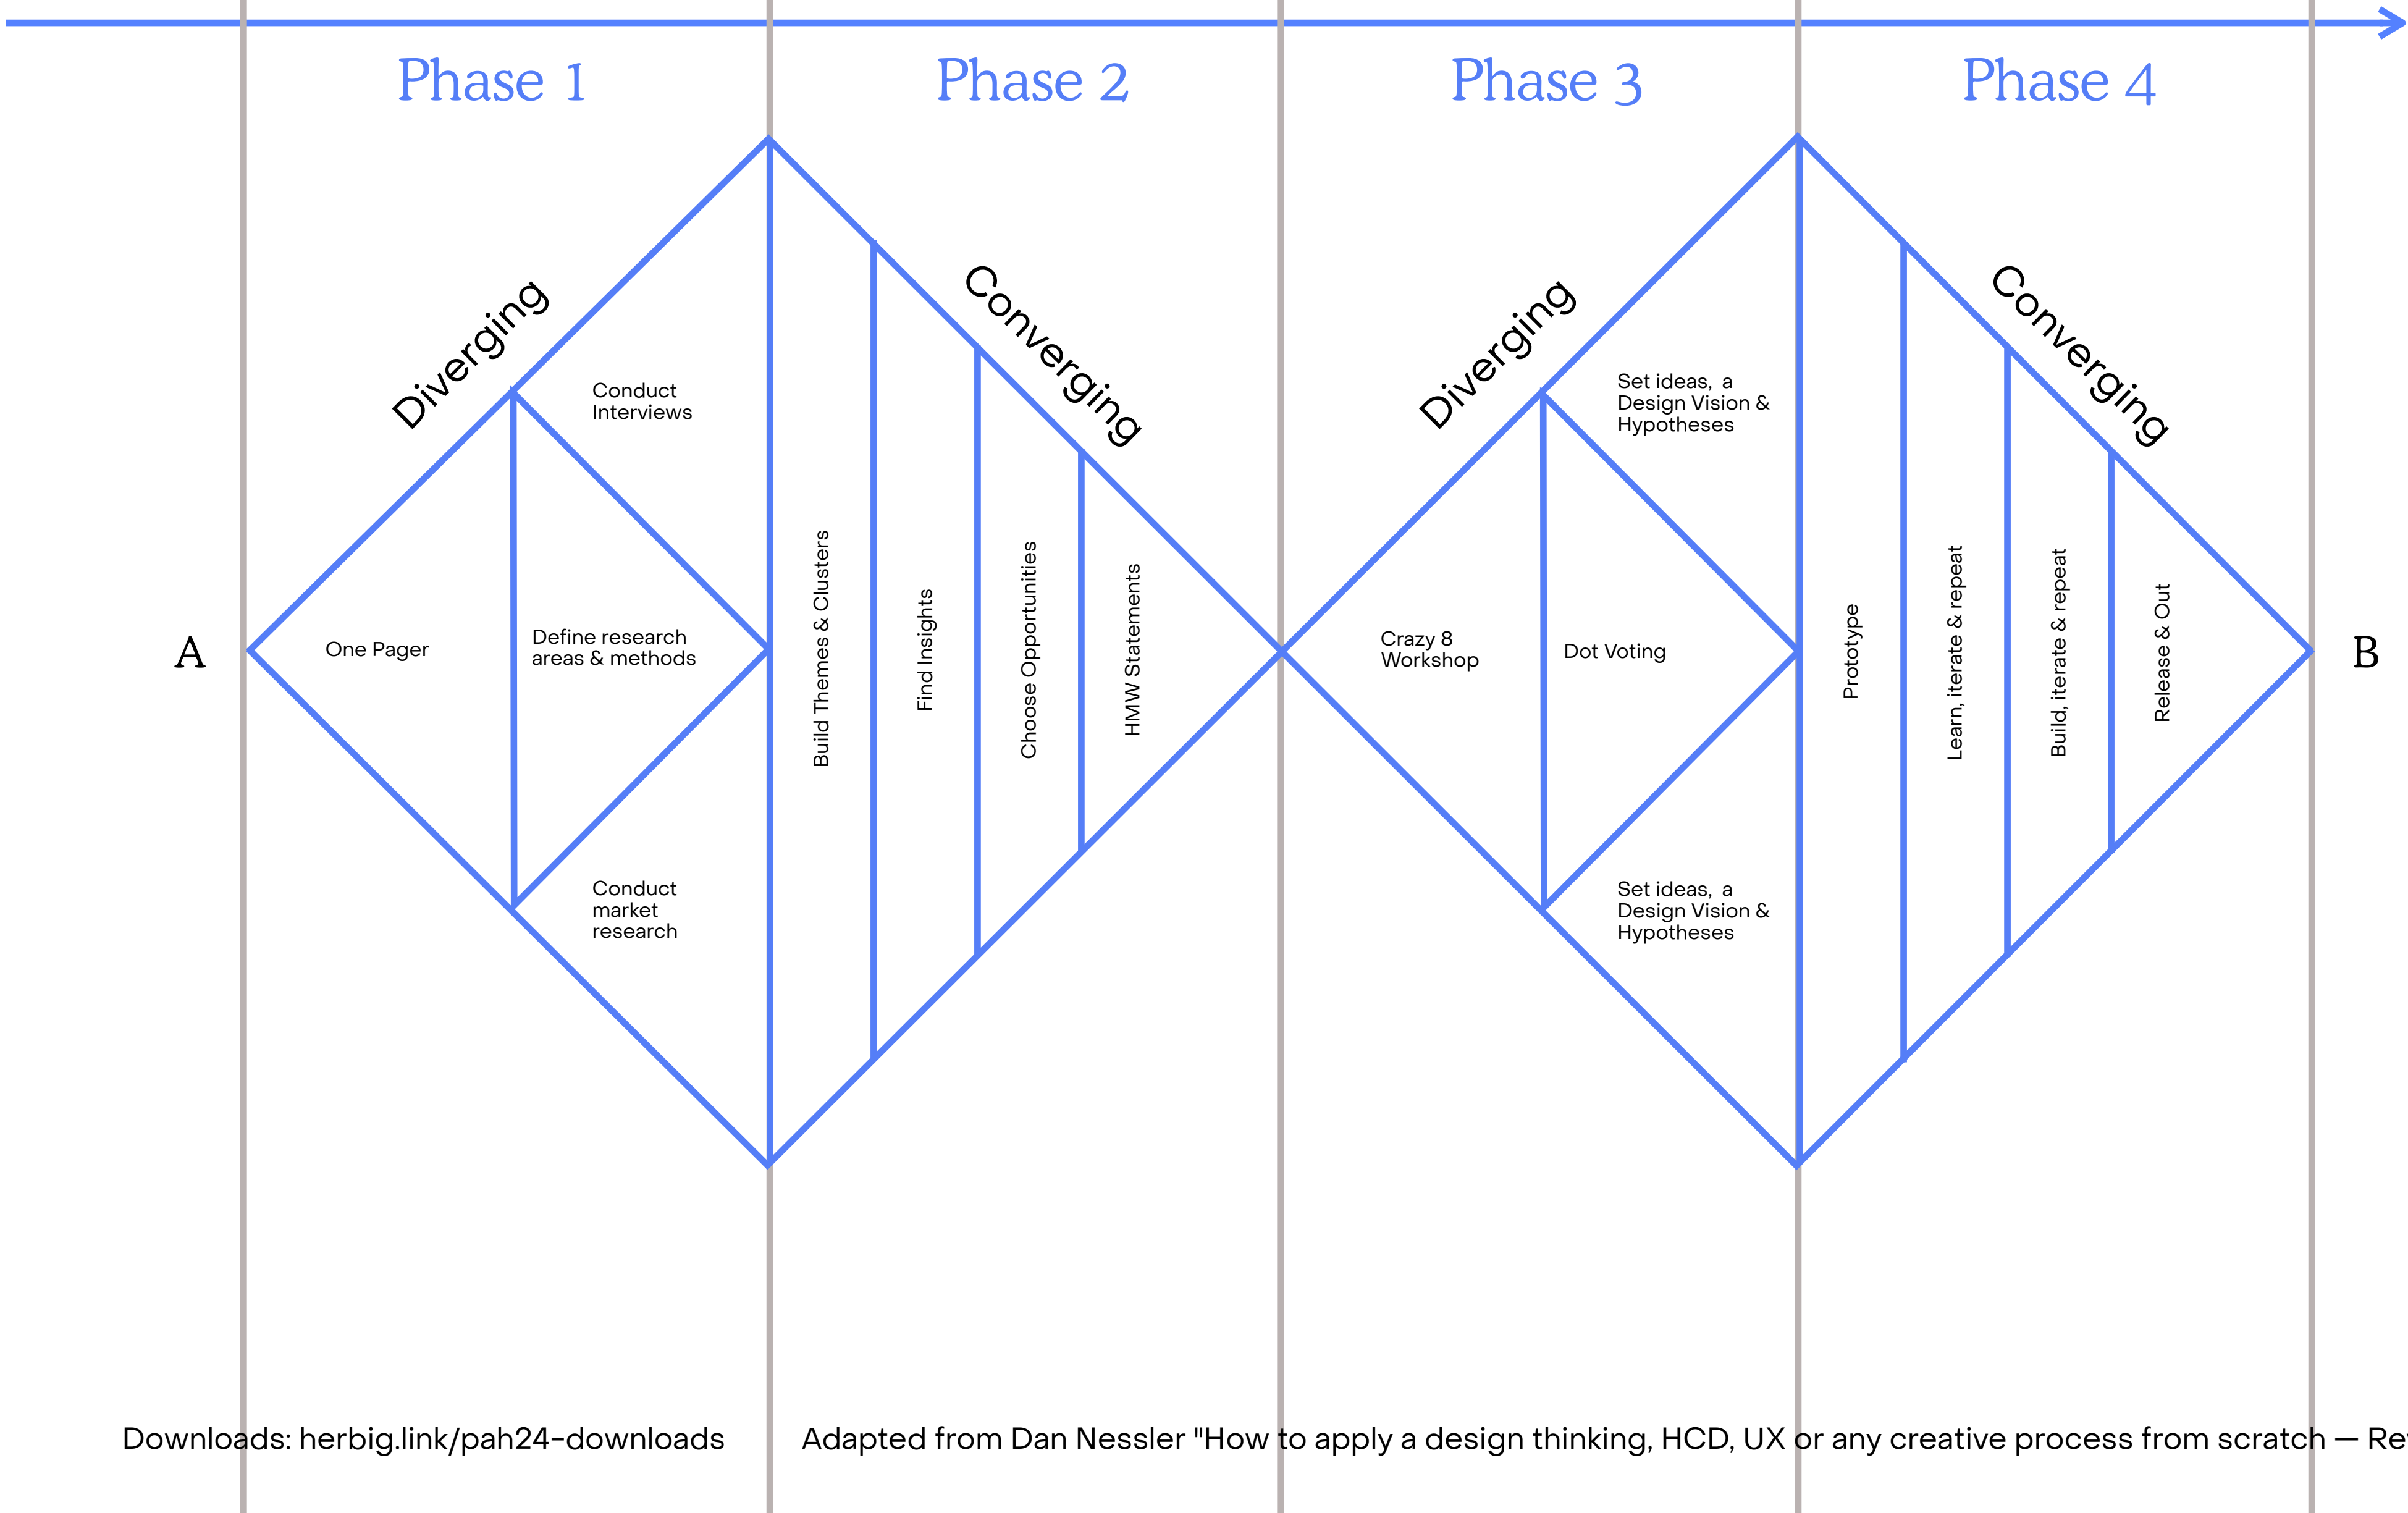 Phase 1
Phase 2
Phase 3
Phase 4
Diverging
Converging
Diverging
Converging
A
One Pager
Define research
areas & methods
Conduct
Interviews
Conduct
market
research
Build Themes & Clusters
Find Insights
Choose Opportunities
HMW Statements
Crazy 8
Workshop
Dot Voting
Set ideas, a
Design Vision &
Hypotheses
Set ideas, a
Design Vision &
Hypotheses
Prototype
Learn, iterate & repeat
Build, iterate & repeat
Release & Out
B
Downloads: herbig.link/pah24-downloads
Adapted from Dan Nessler "How to apply a design thinking, HCD, UX or any creative process from scratch —